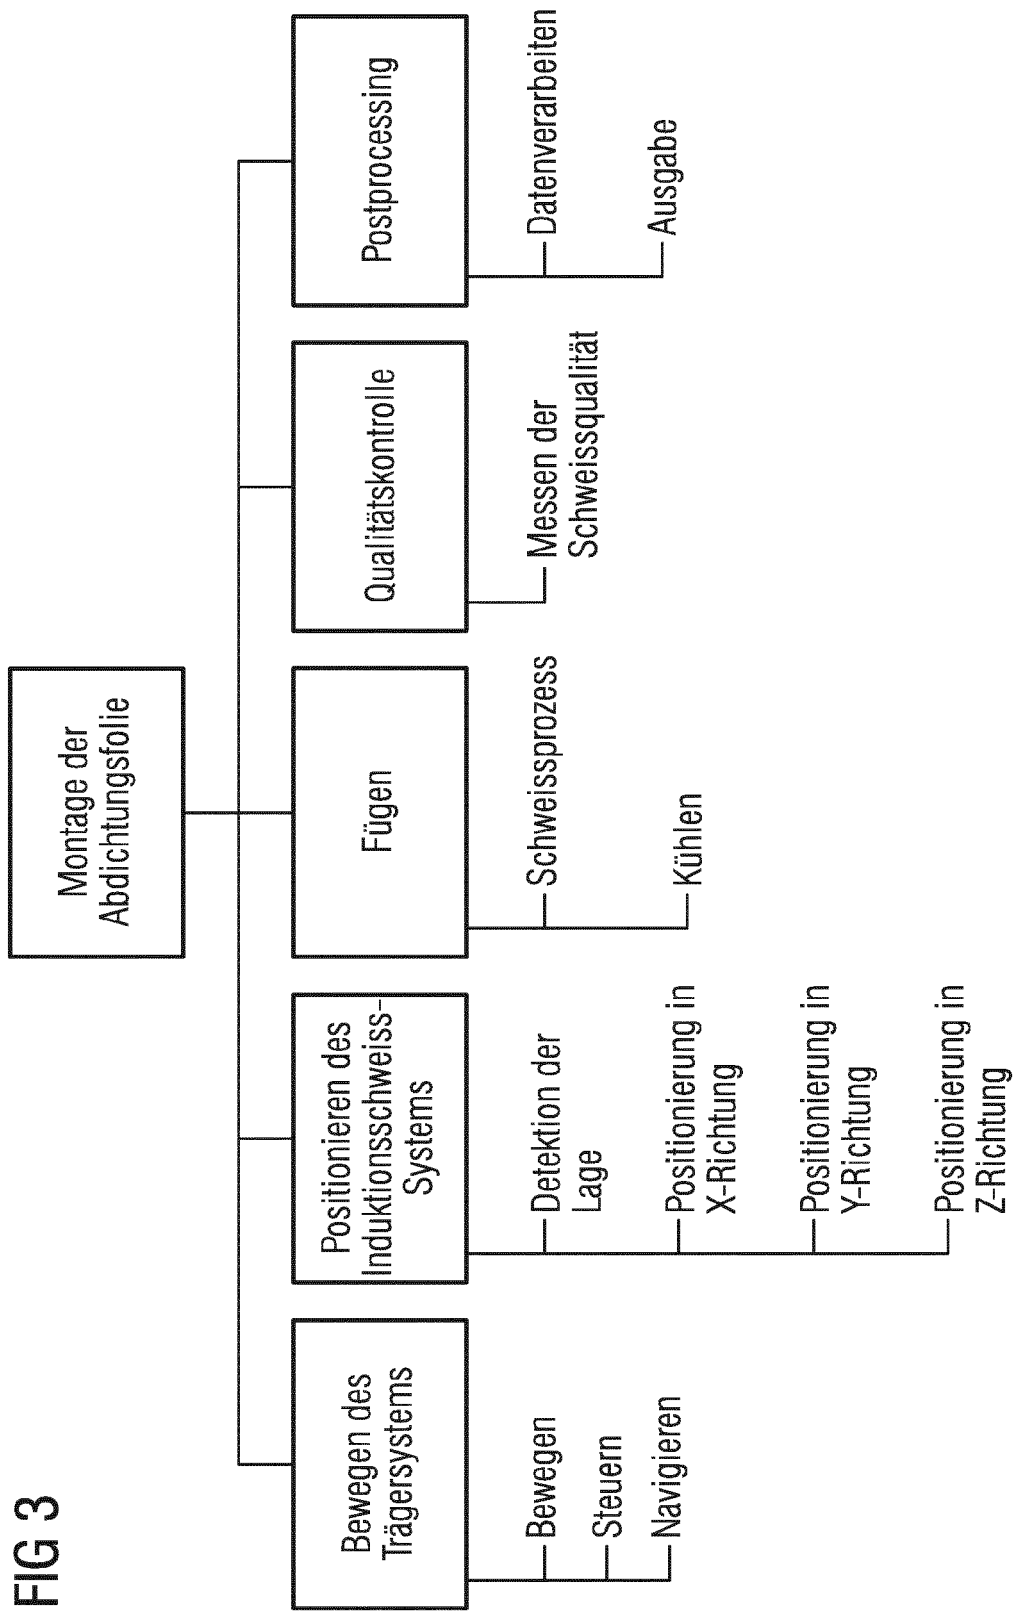 FIG 3
Montage der
Abdichtungsfolie
Bewegen des
Trägersystems
Bewegen
Steuern
Navigieren
Positionieren des
Induktionsschweiss-
Systems
Detektion der
Lage
Positionierung in
X-Richtung
Positionierung in
Y-Richtung
Positionierung in
Z-Richtung
Fügen
Schweissprozess
Kühlen
Qualitätskontrolle
Messen der
Schweissqualität
Postprocessing
Datenverarbeiten
Ausgabe